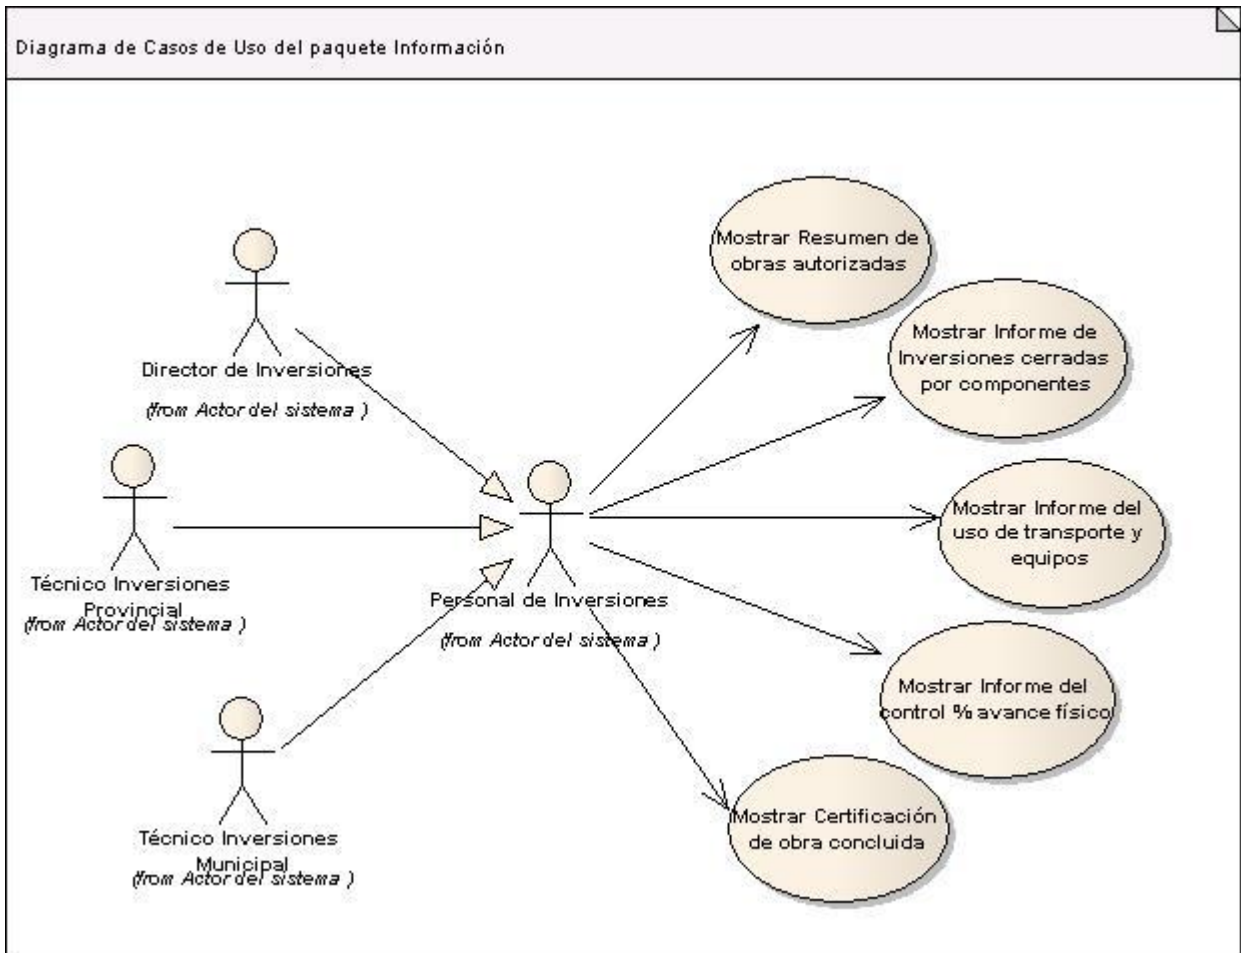 Diagrama de Casos de Uso del paquete Información
Mostrar Resumen de
obras autorizadas
Mostrar Informe de
Inversiones cerradas
por componentes
Director de Inversiones
(from Actor del sistema )
Mostrar Informe del
uso de transporte y
equipos
Técnico Inversiones
Provincial
(from Actor del sistema )
Personal de Inversiones
(from Actor del sistema )
Mostrar Informe del
control % avance físico
Técnico Inversiones
Municipal
(from Actor del sistema )
Mostrar Certificación
de obra concluida